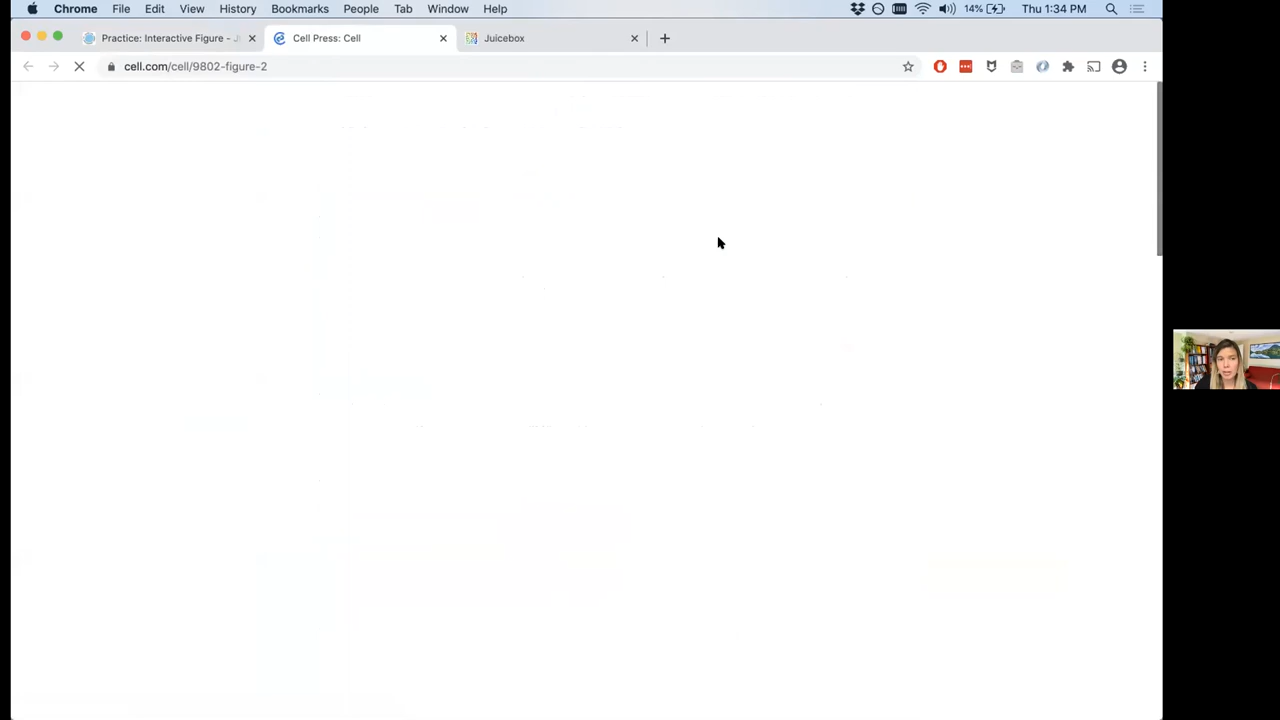 Chrome File Edit View History Bookmarks People Tab Window Help 14% Thu 1:34 PM
Practice: Interactive Figure - Cell Press: Cell Juicebox
cell.com/cell/9802-figure-2